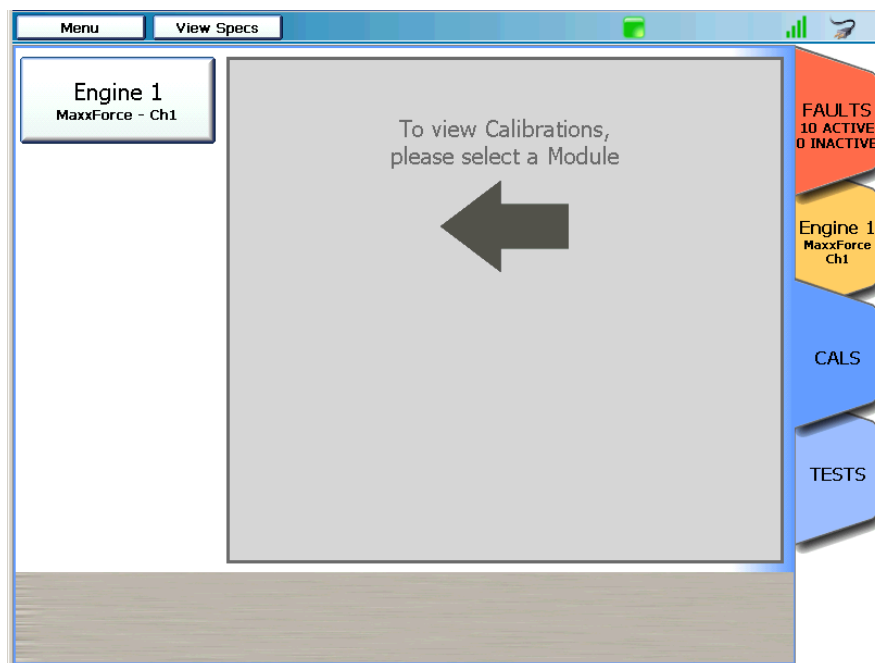 Menu
View Specs
Engine 1
MaxxForce - Ch1
To view Calibrations,
please select a Module
FAULTS
10 ACTIVE
0 INACTIVE
Engine 1
MaxxForce
Ch1
CALS
TESTS